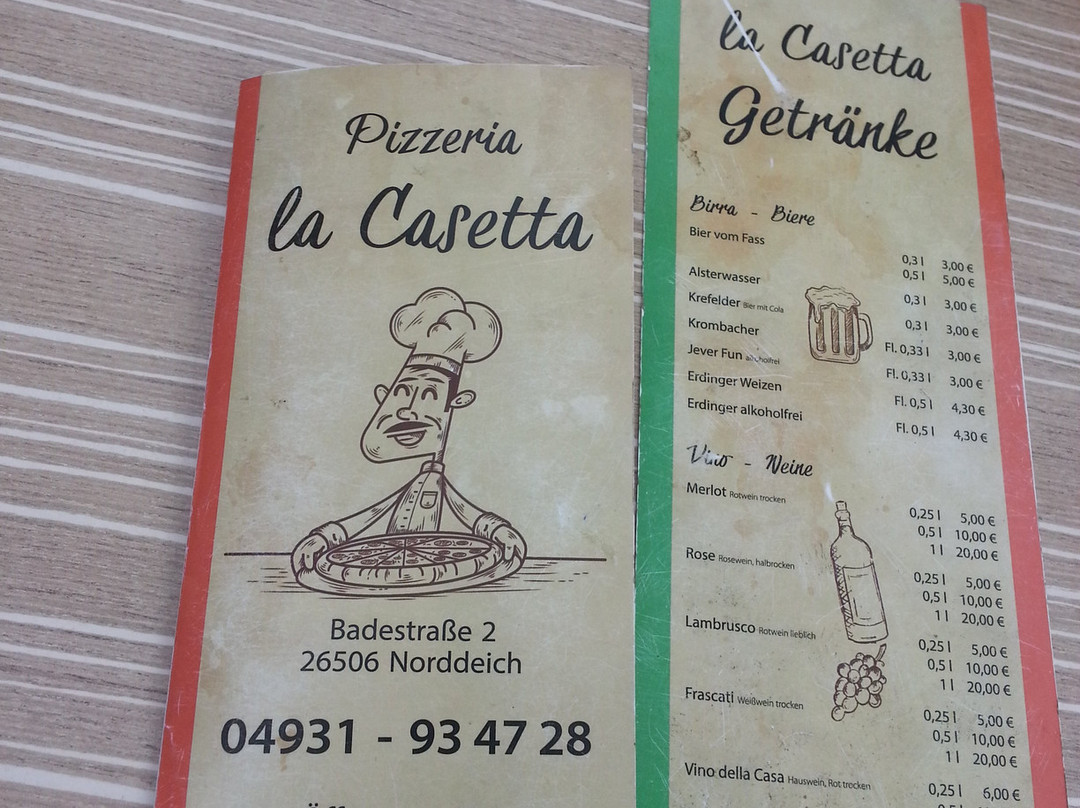 Pizzeria
la Casetta
Badestraße 2
26506 Norddeich
04931 - 93 47 28
la Casetta
Getränke
Birra - Biere
Bier vom Fass 0,3 l 3,00 €
0,5 l 5,00 €
Alsterwasser 0,3 l 3,00 €
Krefelder Bier mit Cola 0,3 l 3,00 €
Krombacher Fl. 0,33 l 3,00 €
Jever Fun alkoholfrei Fl. 0,33 l 3,00 €
Erdinger Weizen Fl. 0,5 l 4,30 €
Erdinger alkoholfrei Fl. 0,5 l 4,30 €
Vino - Weine
Merlot Rotwein trocken 0,25 l 5,00 €
0,5 l 10,00 €
1 l 20,00 €
Rose Rosewein, halbrocken 0,25 l 5,00 €
0,5 l 10,00 €
1 l 20,00 €
Lambrusco Rotwein lieblich 0,25 l 5,00 €
0,5 l 10,00 €
1 l 20,00 €
Frascati Weißwein trocken 0,25 l 5,00 €
0,5 l 10,00 €
1 l 20,00 €
Vino della Casa Hauswein, Rot trocken 0,25 l 6,00 €